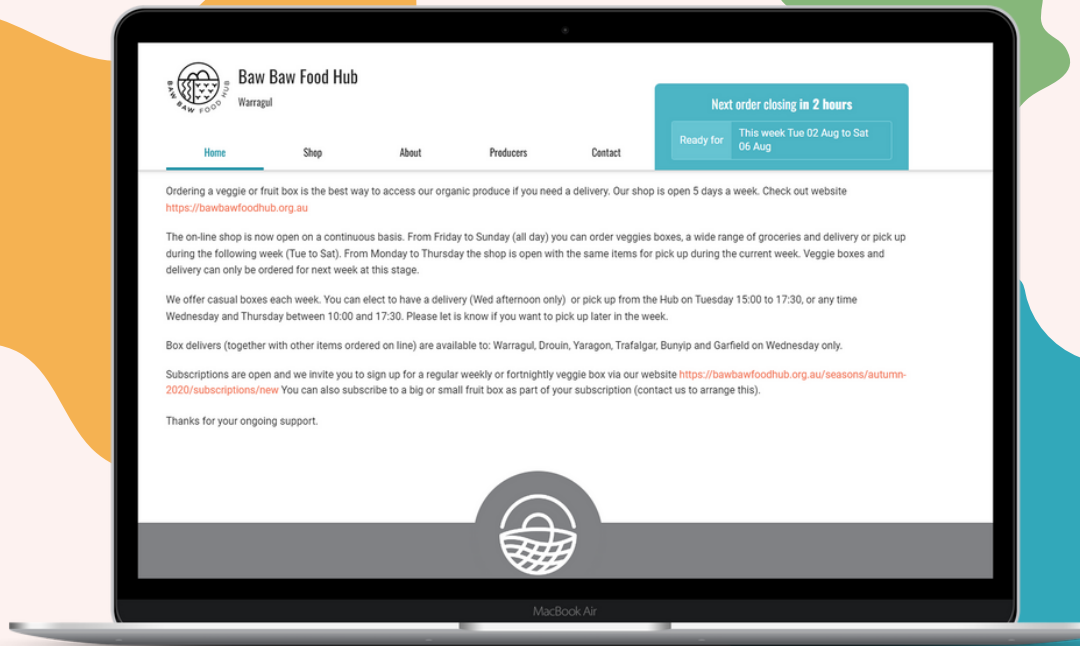 BAW BAW FOOD HUB
Baw Baw Food Hub
Warragul
Next order closing in 2 hours
Ready for
This week Tue 02 Aug to Sat
06 Aug
Home
Shop
About
Producers
Contact
Ordering a veggie or fruit box is the best way to access our organic produce if you need a delivery. Our shop is open 5 days a week. Check out website
https://bawbawfoodhub.org.au
The on-line shop is now open on a continuous basis. From Friday to Sunday (all day) you can order veggies boxes, a wide range of groceries and delivery or pick up
during the following week (Tue to Sat). From Monday to Thursday the shop is open with the same items for pick up during the current week. Veggie boxes and
delivery can only be ordered for next week at this stage.
We offer casual boxes each week. You can elect to have a delivery (Wed afternoon only)  or pick up from the Hub on Tuesday 15:00 to 17:30, or any time
Wednesday and Thursday between 10:00 and 17:30. Please let is know if you want to pick up later in the week.
Box delivers (together with other items ordered on line) are available to: Warragul, Drouin, Yaragon, Trafalgar, Bunyip and Garfield on Wednesday only.
Subscriptions are open and we invite you to sign up for a regular weekly or fortnightly veggie box via our website https://bawbawfoodhub.org.au/seasons/autumn-
2020/subscriptions/new You can also subscribe to a big or small fruit box as part of your subscription (contact us to arrange this).
Thanks for your ongoing support.
MacBook Air